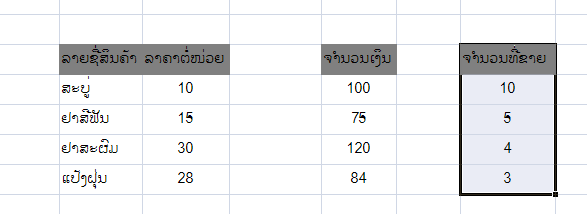 ລາຍຊື່ສິນຄ້າ ລາຄາຕໍ່ໜ່ວຍ ຈຳນວນເງິນ ຈຳນວນທີ່ຂາຍ
ສະບູ່ 10 100 10
ຢາສີຟັນ 15 75 5
ຢາສະຜົມ 30 120 4
ແປ້ງຝຸ່ນ 28 84 3